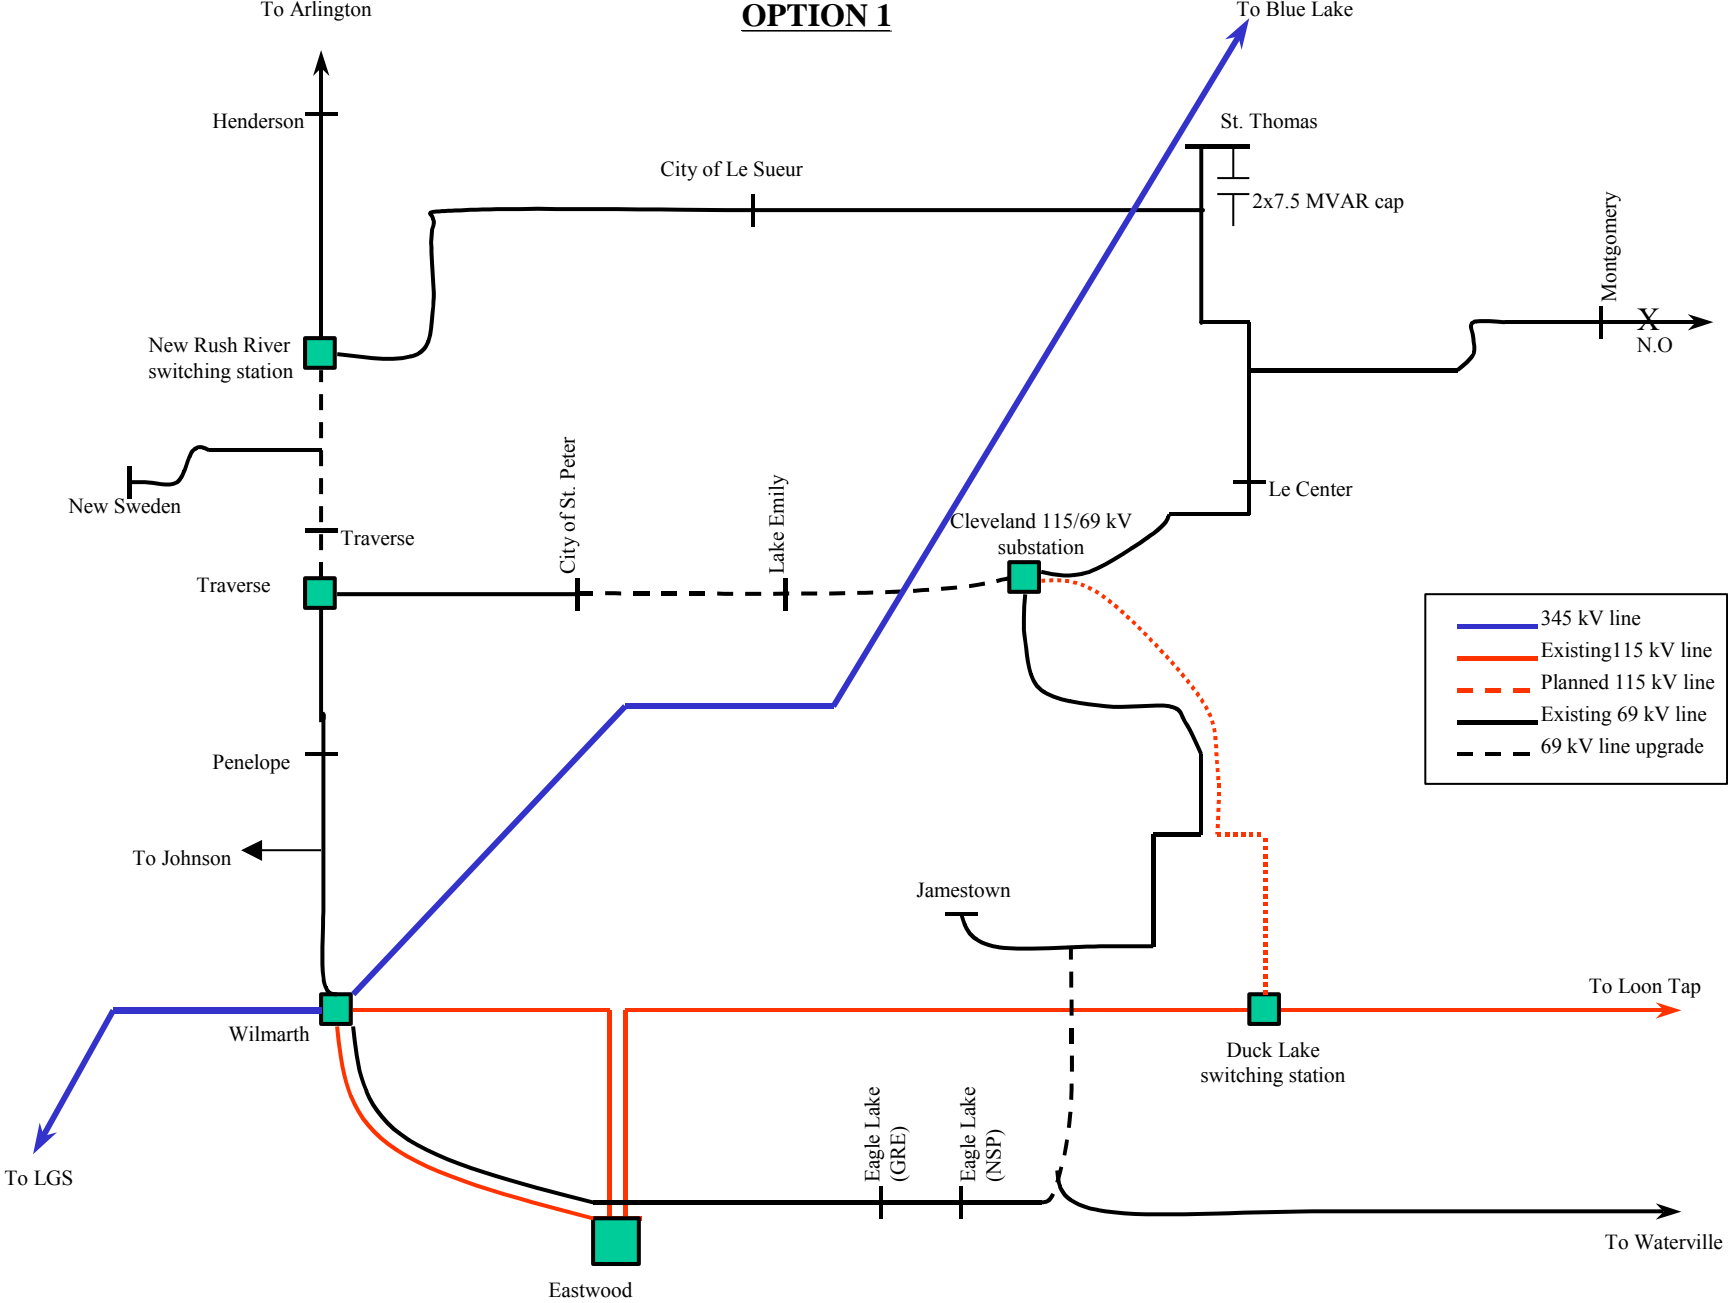 To Arlington
OPTION 1
To Blue Lake
Henderson
St. Thomas
City of Le Sueur
2x7.5 MVAR cap
Montgomery
X
N.O
New Rush River
switching station
New Sweden
Traverse
City of St. Peter
Lake Emily
Le Center
Cleveland 115/69 kV
substation
Traverse
345 kV line
Existing115 kV line
Planned 115 kV line
Existing 69 kV line
69 kV line upgrade
Penelope
To Johnson
Jamestown
To Loon Tap
Wilmarth
Duck Lake
switching station
Eagle Lake
(GRE)
Eagle Lake
(NSP)
To LGS
To Waterville
Eastwood